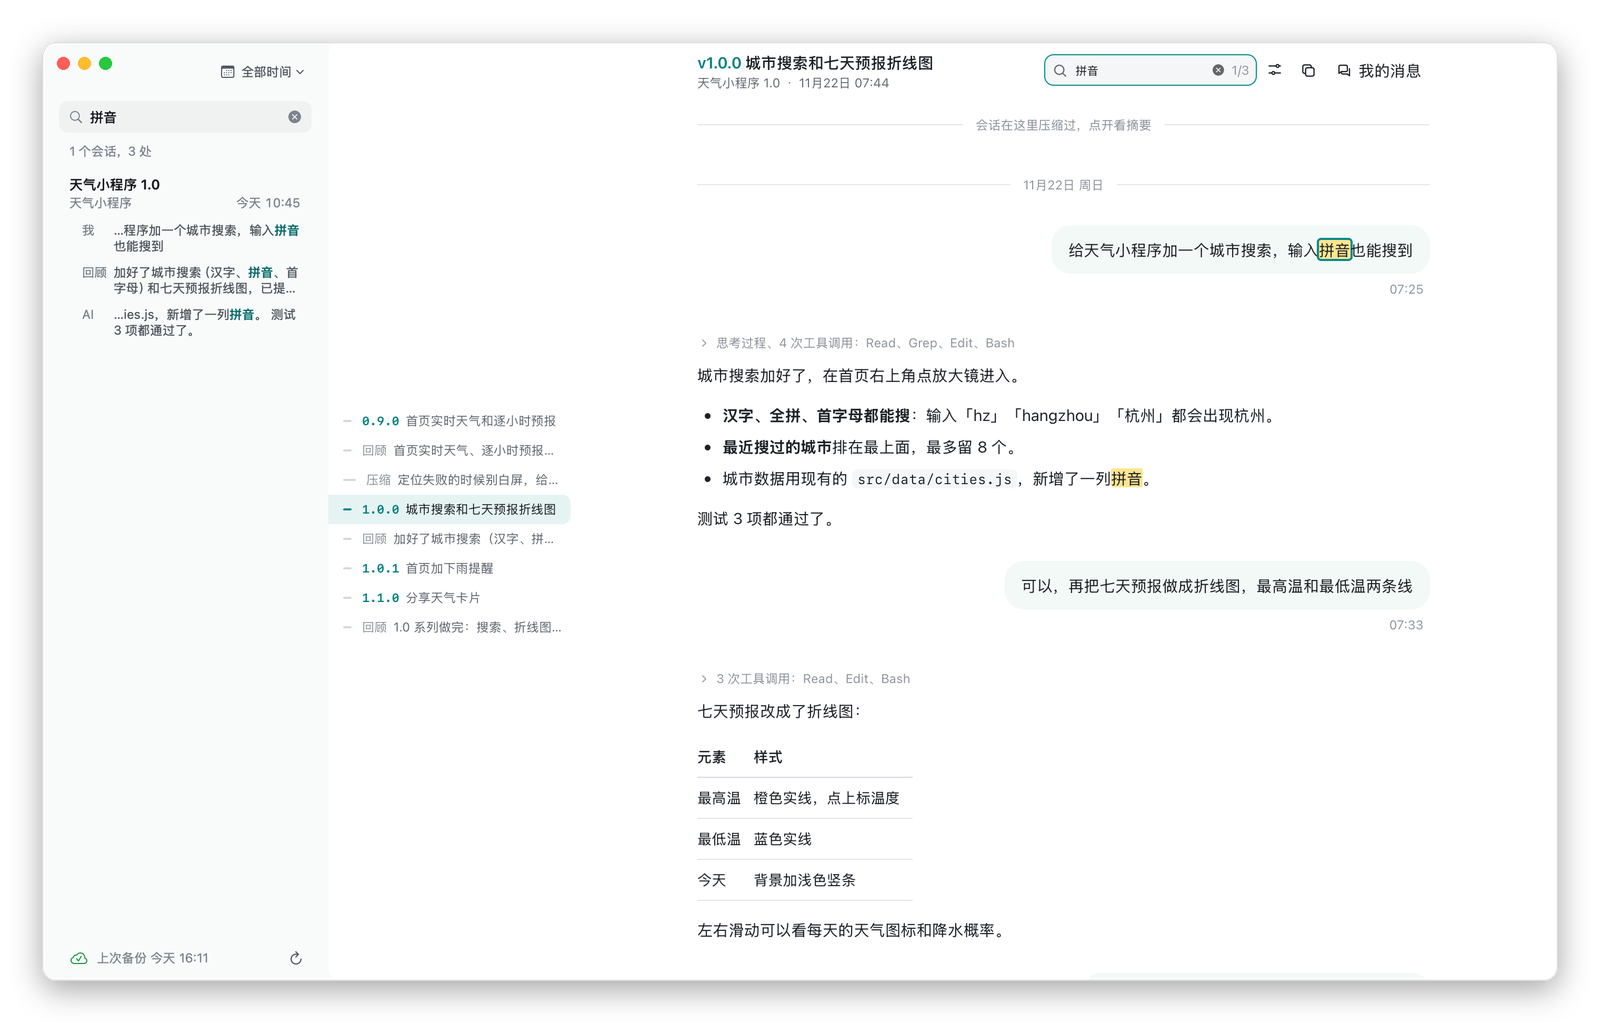 全部时间
拼音
1 个会话，3 处
天气小程序 1.0
天气小程序 今天 10:45
我 ...程序加一个城市搜索，输入拼音
也能搜到
回顾 加好了城市搜索 (汉字、拼音、首
字母) 和七天预报折线图，已提...
AI ...ies.js，新增了一列拼音。 测试
3 项都通过了。
上次备份 今天 16:11
0.9.0 首页实时天气和逐小时预报
回顾 首页实时天气、逐小时预报...
压缩 定位失败的时候别白屏，给...
1.0.0 城市搜索和七天预报折线图
回顾 加好了城市搜索（汉字、拼...
1.0.1 首页加下雨提醒
1.1.0 分享天气卡片
回顾 1.0 系列做完：搜索、折线图...
v1.0.0 城市搜索和七天预报折线图
天气小程序 1.0 · 11月22日 07:44
拼音 1/3
我的消息
会话在这里压缩过，点开看摘要
11月22日 周日
给天气小程序加一个城市搜索，输入拼音也能搜到
07:25
思考过程、4 次工具调用：Read、Grep、Edit、Bash
城市搜索加好了，在首页右上角点放大镜进入。
• 汉字、全拼、首字母都能搜：输入「hz」「hangzhou」「杭州」都会出现杭州。
• 最近搜过的城市排在最上面，最多留 8 个。
• 城市数据用现有的 src/data/cities.js，新增了一列拼音。
测试 3 项都通过了。
可以，再把七天预报做成折线图，最高温和最低温两条线
07:33
3 次工具调用：Read、Edit、Bash
七天预报改成了折线图：
元素 样式
最高温 橙色实线，点上标温度
最低温 蓝色实线
今天 背景加浅色竖条
左右滑动可以看每天的天气图标和降水概率。